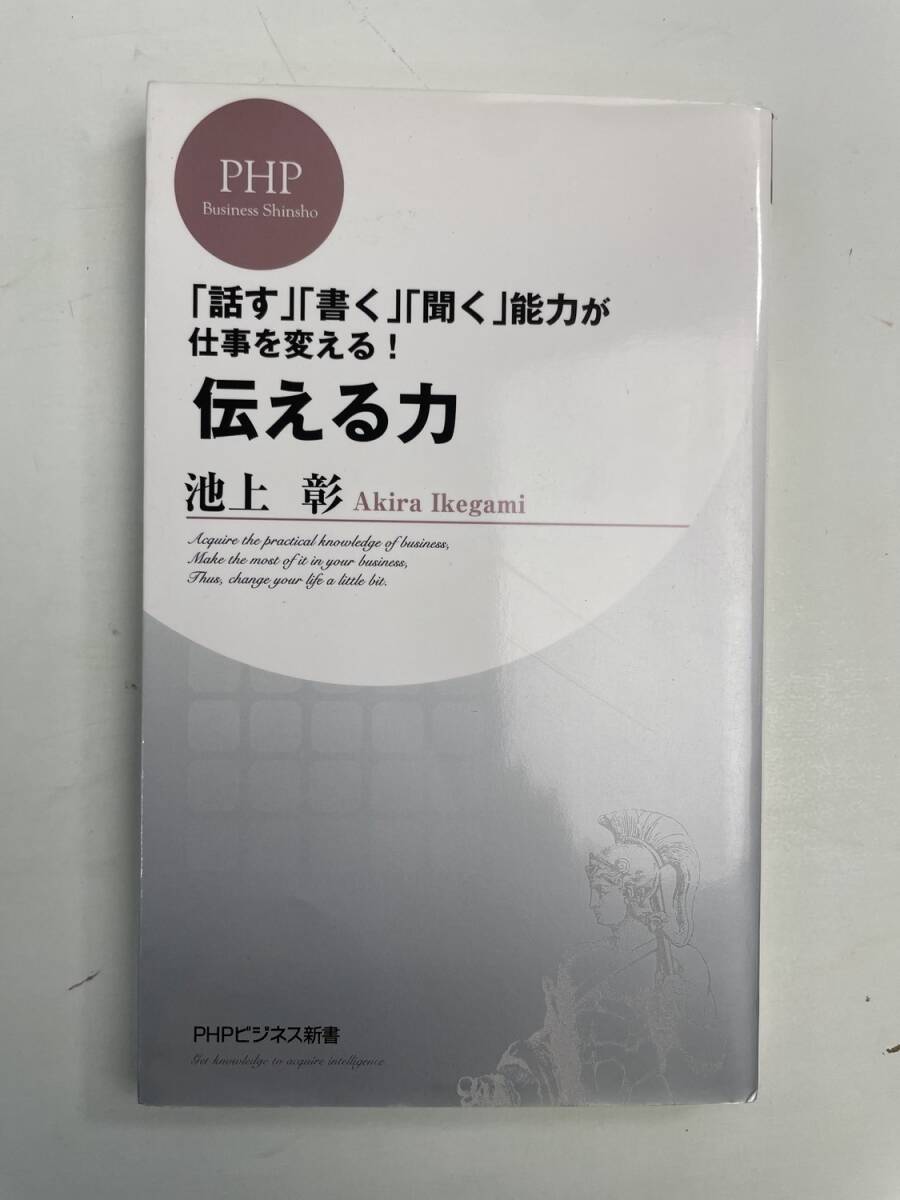 PHP
Business Shinsho
「話す」「書く」「聞く」能力が
仕事を変える！
伝える力
池上 彰 Akira Ikegami
Acquire the practical knowledge of business,
Make the most of it in your business,
Thus, change your life a little bit.
PHPビジネス新書
Get knowledge to acquire intelligence